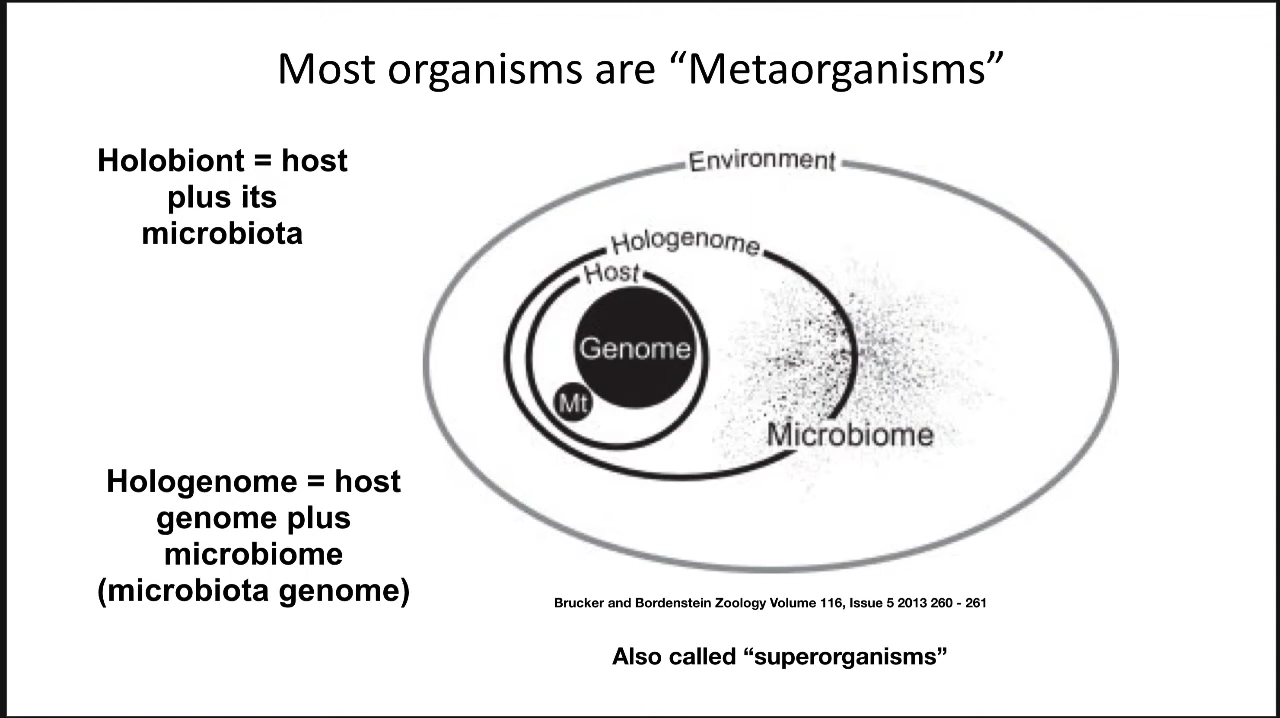 Most organisms are “Metaorganisms”
Holobiont = host
plus its
microbiota
Environment
Hologenome
Host
Genome
Mt
Microbiome
Hologenome = host
genome plus
microbiome
(microbiota genome)
Brucker and Bordenstein Zoology Volume 116, Issue 5 2013 260 - 261
Also called “superorganisms”